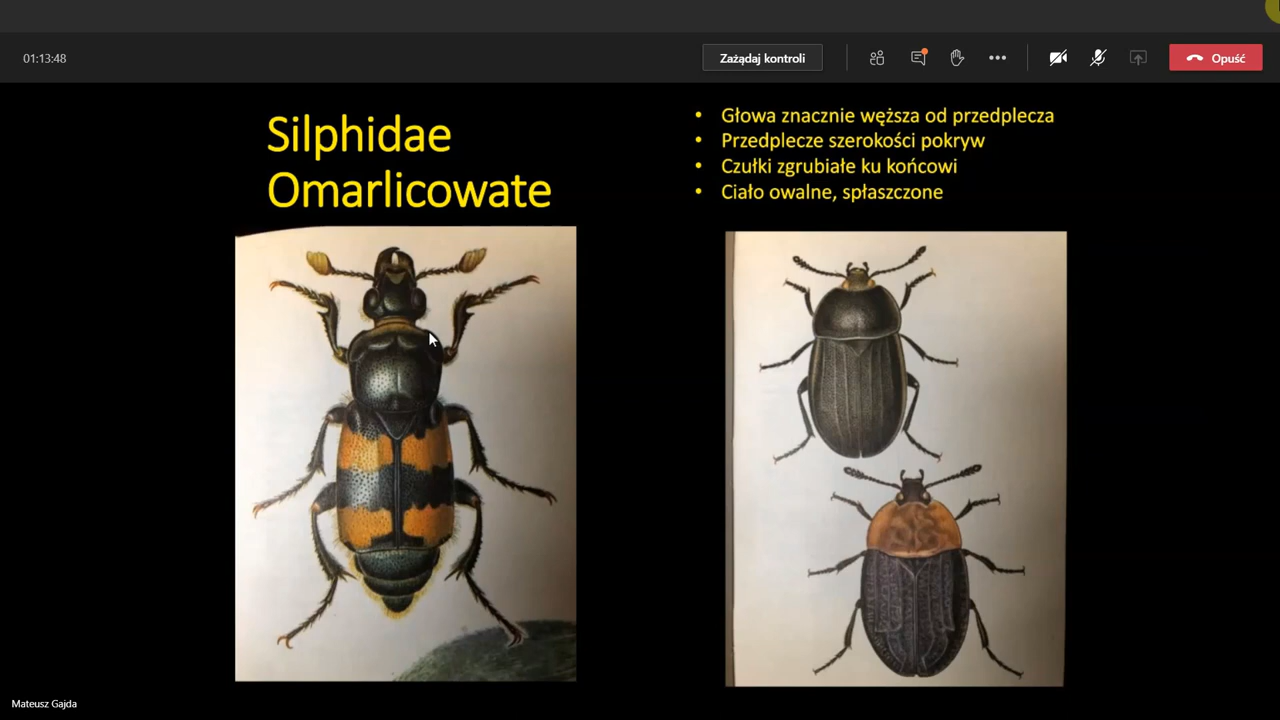 01:13:48
Zażądaj kontroli
Opuść
Silphidae
Omarlicowate
• Głowa znacznie węższa od przedplecza
• Przedplecze szerokości pokryw
• Czułki zgrubiałe ku końcowi
• Ciało owalne, spłaszczone
Mateusz Gajda